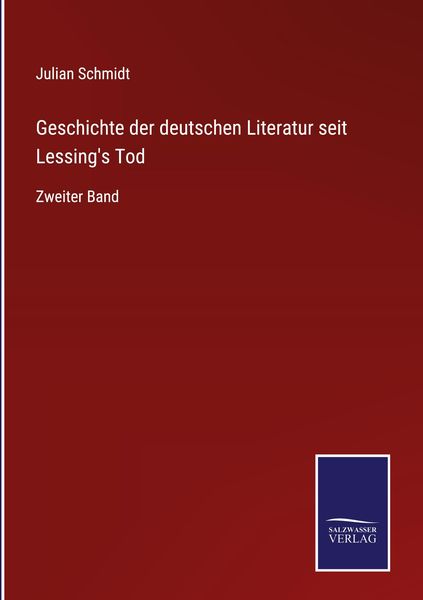 Julian Schmidt
Geschichte der deutschen Literatur seit
Lessing's Tod
Zweiter Band
SALZWASSER
VERLAG